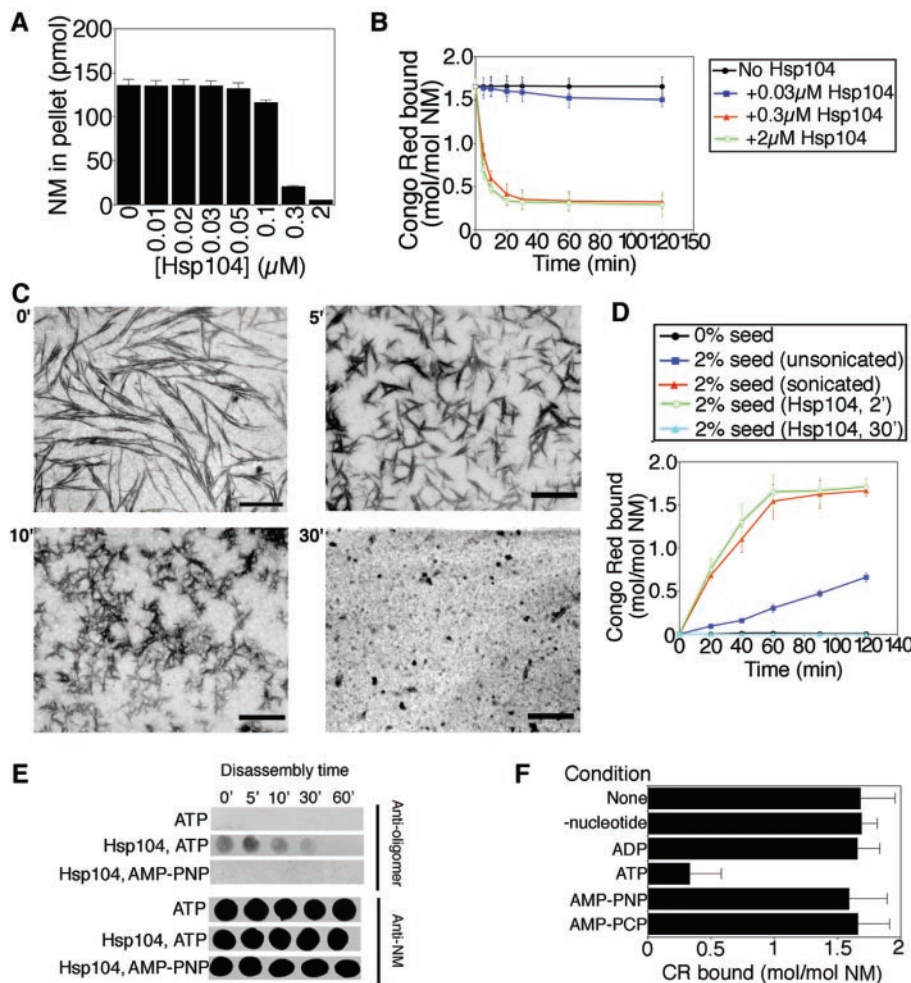 A
NM in pellet (pmol)
200
150
100
50
0
0
0.01
0.02
0.03
0.05
0.1
0.3
2
[Hsp104] (µM)
B
Congo Red bound
(mol/mol NM)
2.0
1.5
1.0
0.5
0
0 20 40 60 80 100 120 150
Time (min)
No Hsp104
+0.03µM Hsp104
+0.3µM Hsp104
+2µM Hsp104
C
0'
5'
10'
30'
D
0% seed
2% seed (unsonicated)
2% seed (sonicated)
2% seed (Hsp104, 2')
2% seed (Hsp104, 30')
Congo Red bound
(mol/mol NM)
2.0
1.5
1.0
0.5
0
0 20 40 60 80 100 120 140
Time (min)
E
Disassembly time
0' 5' 10' 30' 60'
ATP
Hsp104, ATP
Hsp104, AMP-PNP
Anti-oligomer
ATP
Hsp104, ATP
Hsp104, AMP-PNP
Anti-NM
F
Condition
None
-nucleotide
ADP
ATP
AMP-PNP
AMP-PCP
0 0.5 1 1.5 2
CR bound (mol/mol NM)